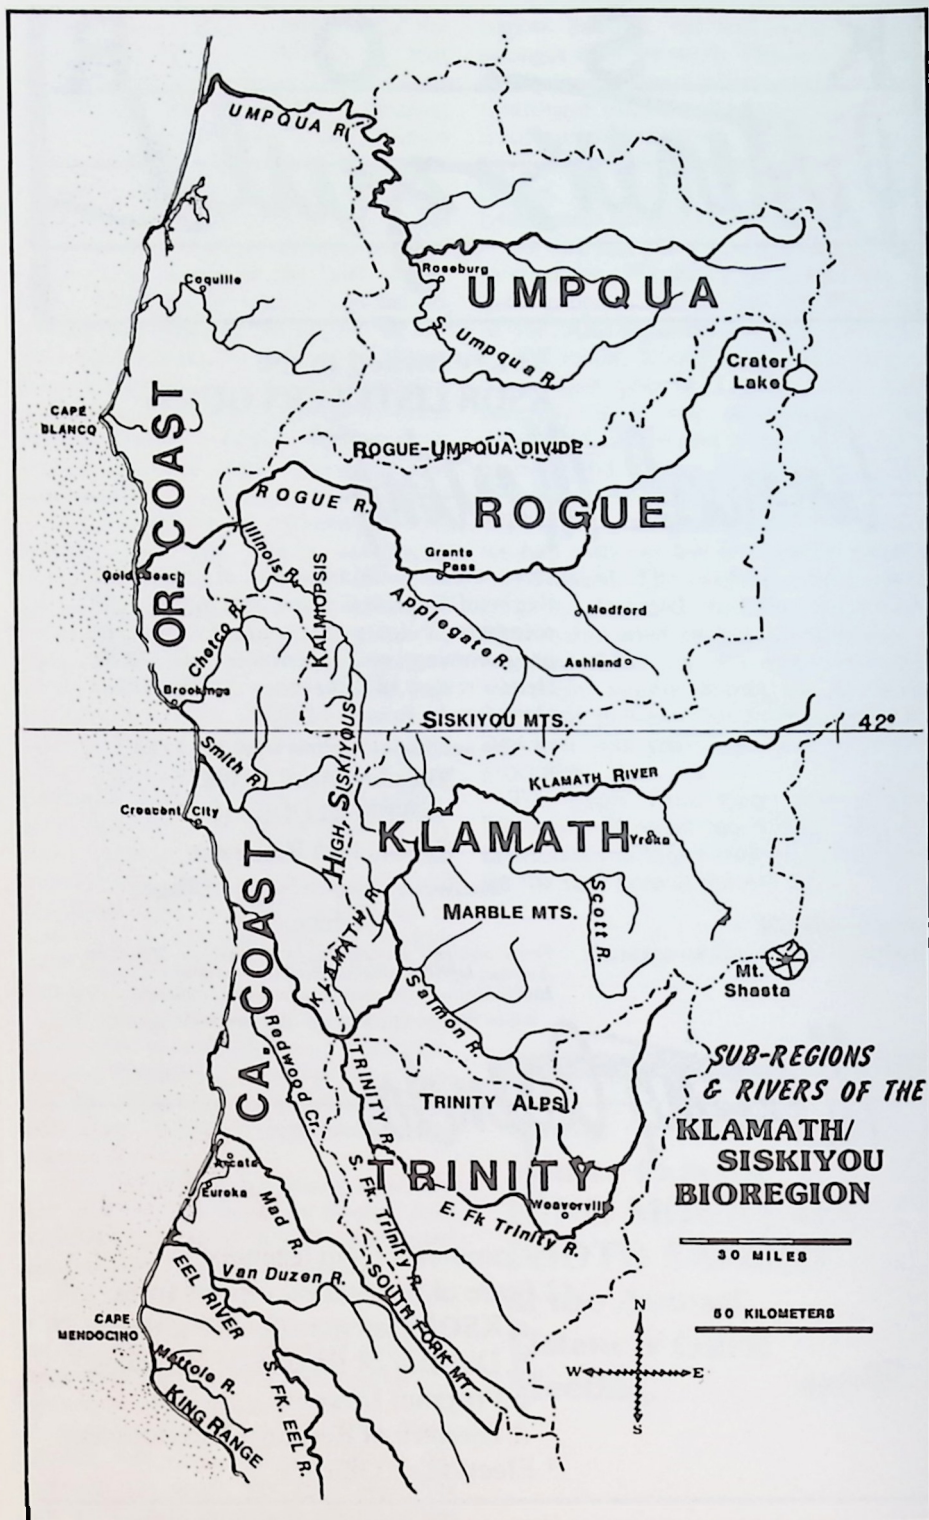 UMPQUA R.
Coquille
Roseburg
UMPQUA
S. Umpqua R.
Crater
Lake
CAPE
BLANCO
OR. COAST
ROGUE-UMPQUA DIVIDE
ROGUE R.
ROGUE
Illinois R.
Grants
Pass
Gold Beach
KALMIOPSIS
Applegate R.
Medford
Chetco R.
Ashland
Brookings
SISKIYOU MTS.
42°
Smith R.
HIGH SISKIYOUS
KLAMATH RIVER
Crescent City
KLAMATH
Yreka
CA. COAST
KLAMATH R.
MARBLE MTS.
Scott R.
Mt.
Shasta
Salmon R.
Redwood Cr.
TRINITY R.
TRINITY ALPS
SUB-REGIONS
& RIVERS OF THE
KLAMATH/
SISKIYOU
BIOREGION
Arcata
Eureka
Mad R.
S. Fk. Trinity R.
TRINITY
Weaverville
E. Fk Trinity R.
30 MILES
EEL RIVER
Van Duzen R.
SOUTH FORK MT.
50 KILOMETERS
CAPE
MENDOCINO
N
W E
S
Mattole R.
KING RANGE
S. FK. EEL R.